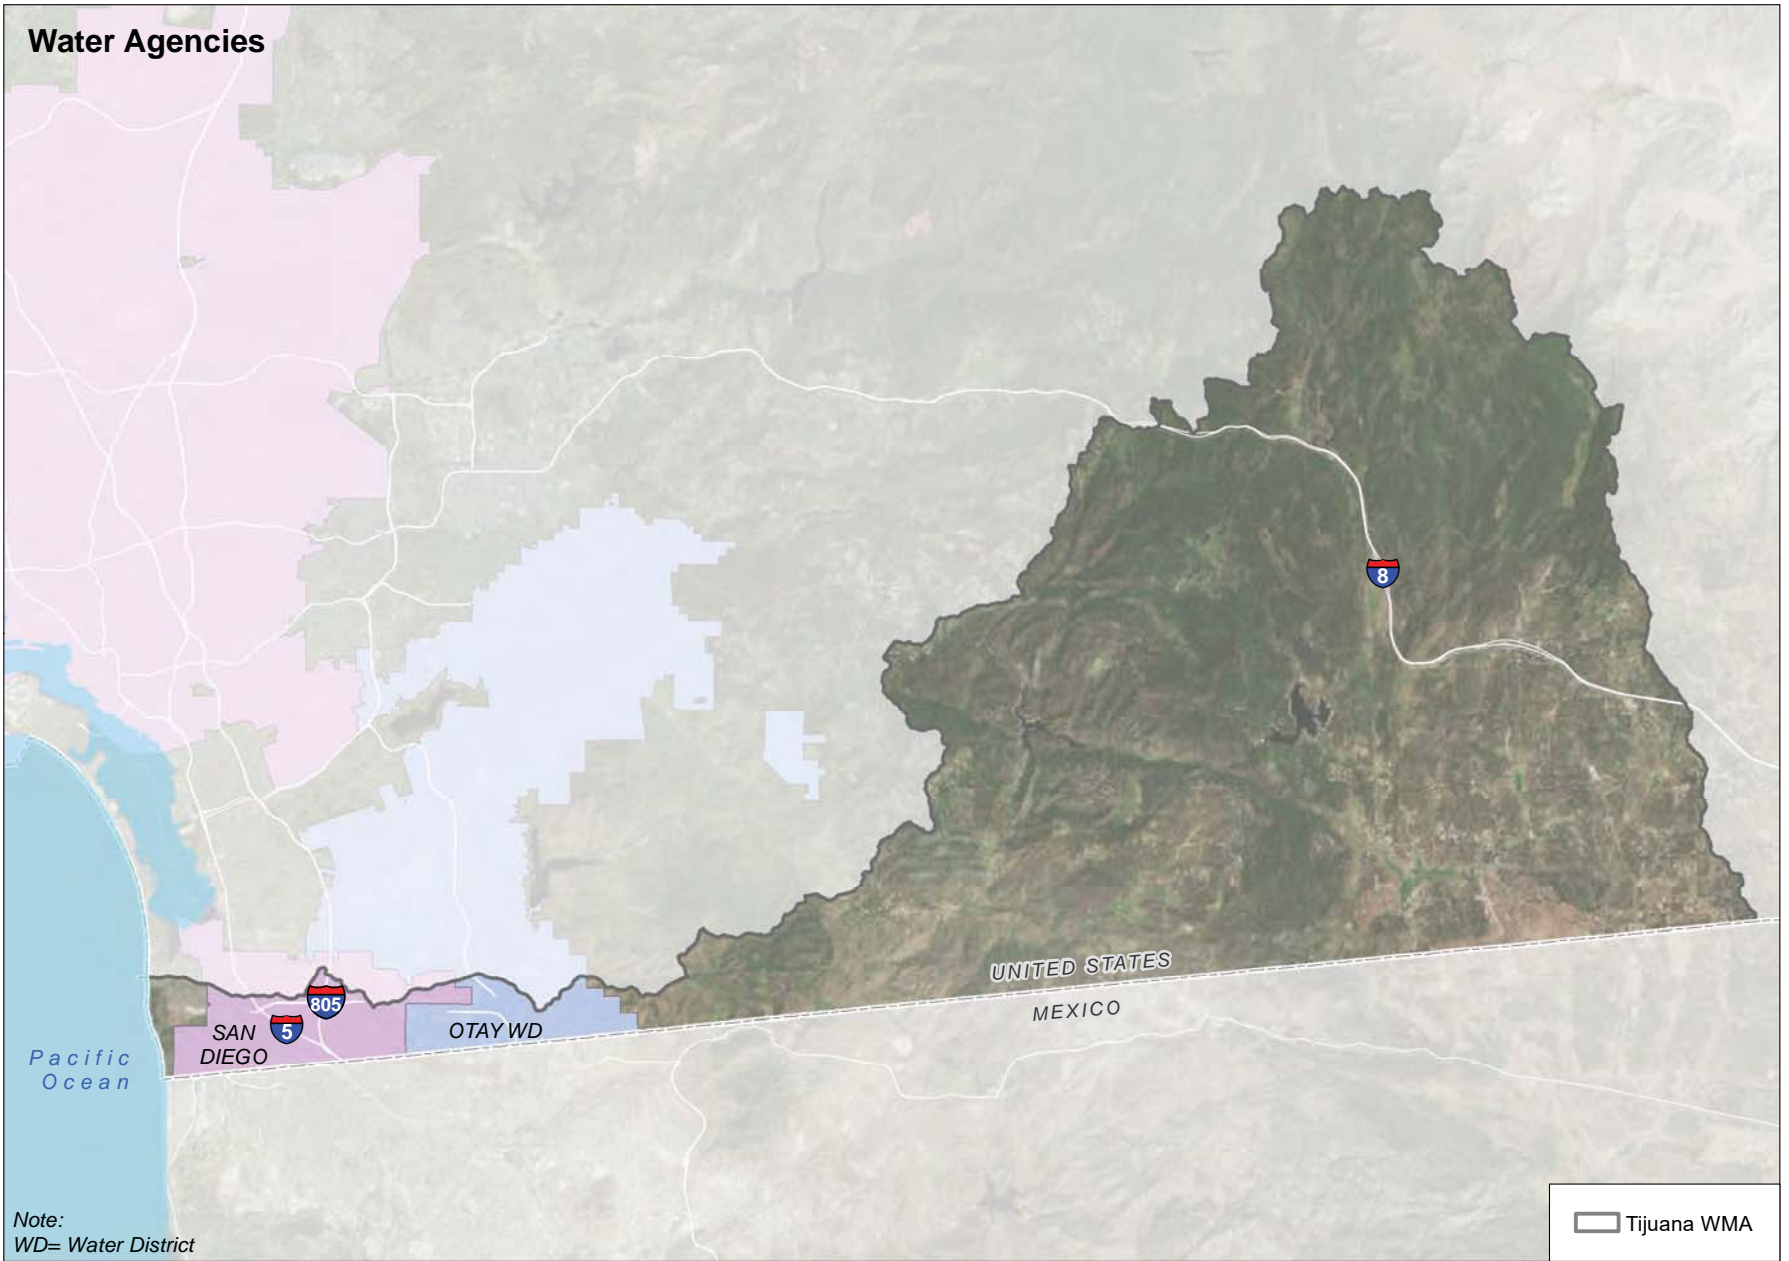 Water Agencies
8
UNITED STATES
MEXICO
805
5
SAN
DIEGO
OTAY WD
Pacific
Ocean
Note:
WD= Water District
Tijuana WMA